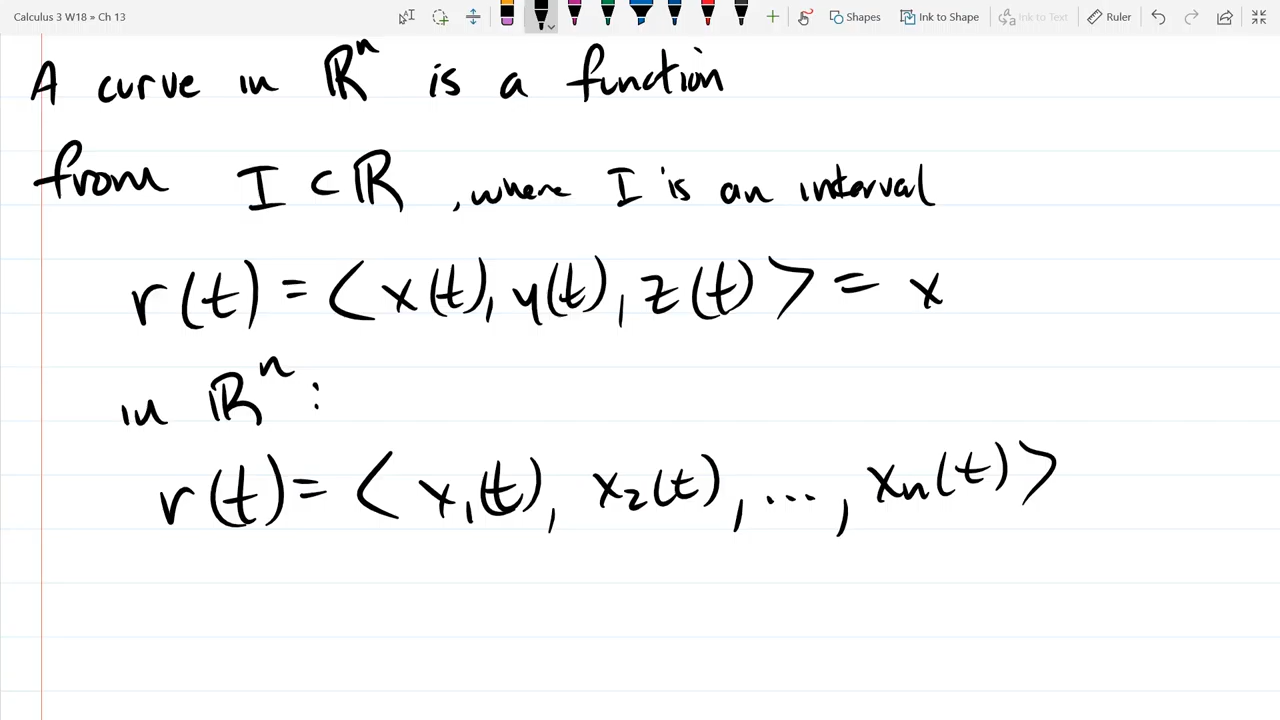 Calculus 3 W18 » Ch 13
Shapes Ink to Shape Ink to Text Ruler
A curve in ℝⁿ is a function
from I ⊂ ℝ, where I is an interval
r(t) = ⟨x(t), y(t), z(t)⟩ = x
in ℝⁿ:
r(t) = ⟨x₁(t), x₂(t), ..., xₙ(t)⟩